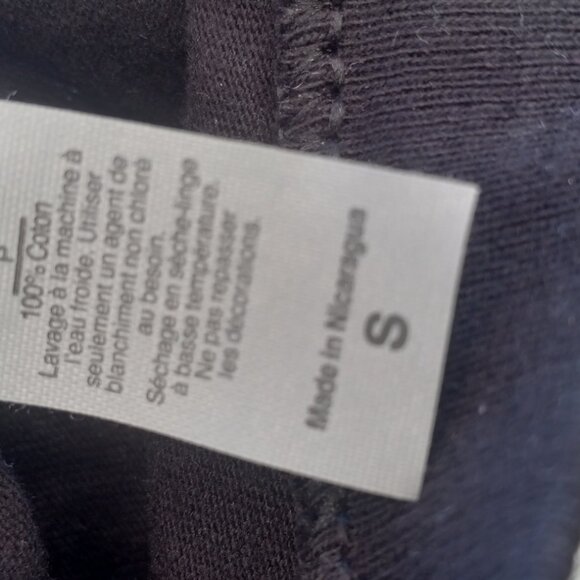 P
100% Coton
Lavage à la machine à
l'eau froide. Utiliser
seulement un agent de
blanchiment non chloré
au besoin.
Séchage en sèche-linge
à basse température.
Ne pas repasser
les décorations.
Made in Nicaragua
S